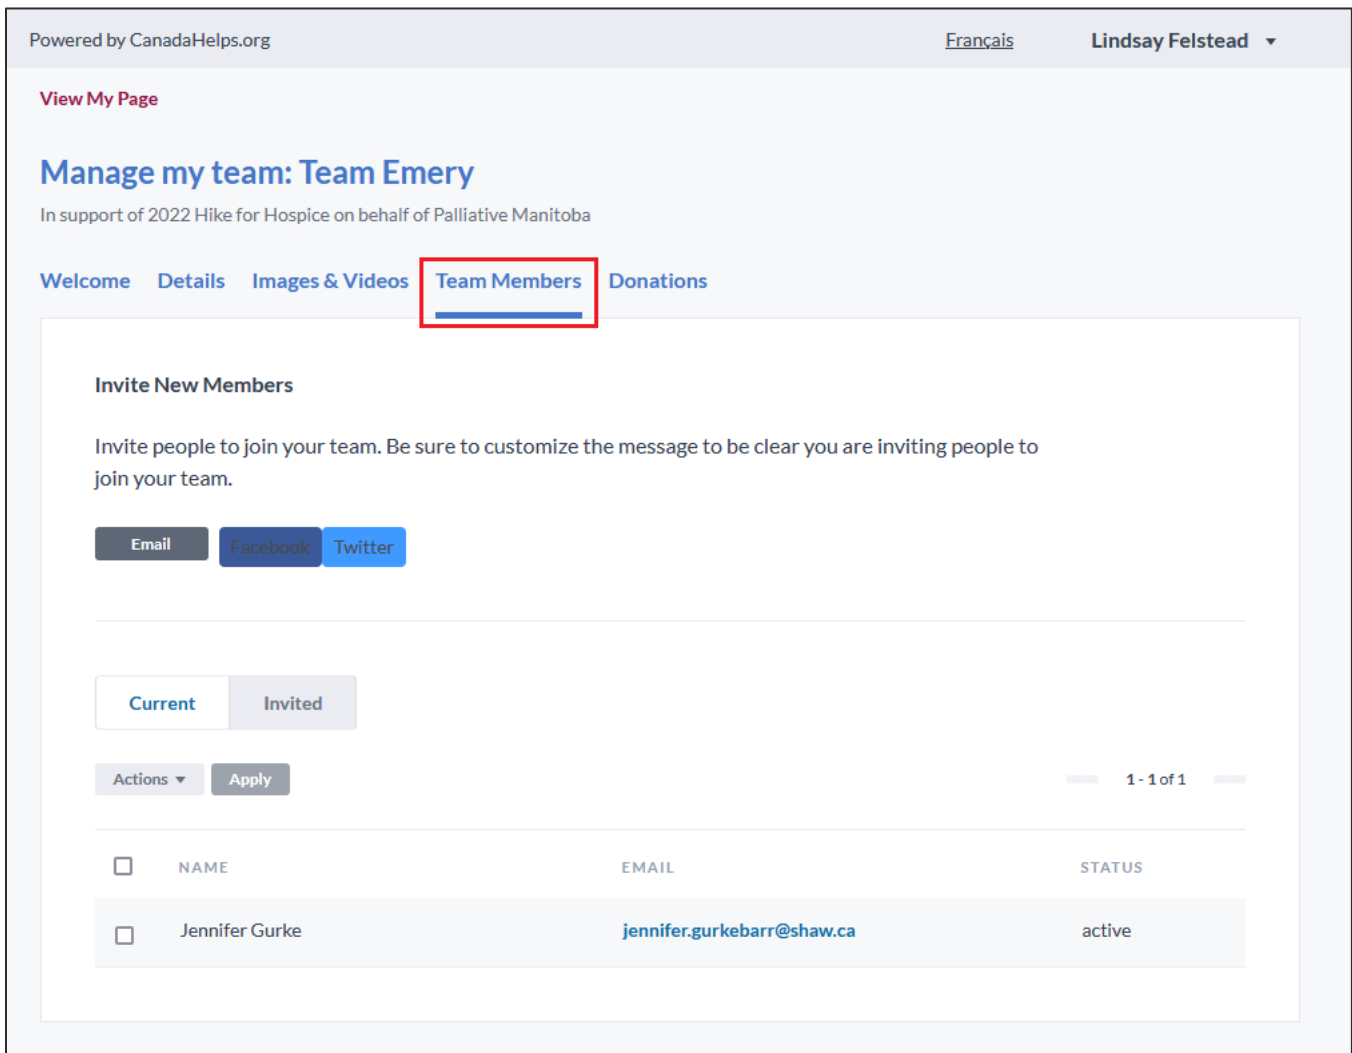 Powered by CanadaHelps.org Français Lindsay Felstead
View My Page
Manage my team: Team Emery
In support of 2022 Hike for Hospice on behalf of Palliative Manitoba
Welcome Details Images & Videos Team Members Donations
Invite New Members
Invite people to join your team. Be sure to customize the message to be clear you are inviting people to
join your team.
Email Facebook Twitter
Current Invited
Actions Apply 1 - 1 of 1
NAME EMAIL STATUS
Jennifer Gurke jennifer.gurkebarr@shaw.ca active